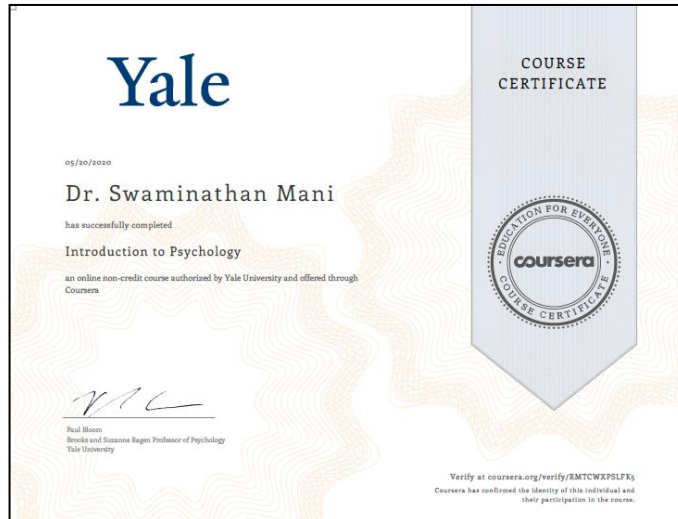 Yale
COURSE
CERTIFICATE
05/20/2020
Dr. Swaminathan Mani
has successfully completed
Introduction to Psychology
an online non-credit course authorized by Yale University and offered through
Coursera
EDUCATION FOR EVERYONE
coursera
COURSE CERTIFICATE
Paul Bloom
Brooks and Suzanne Ragen Professor of Psychology
Yale University
Verify at coursera.org/verify/RMTCWXPSLFK5
Coursera has confirmed the identity of this individual and
their participation in the course.